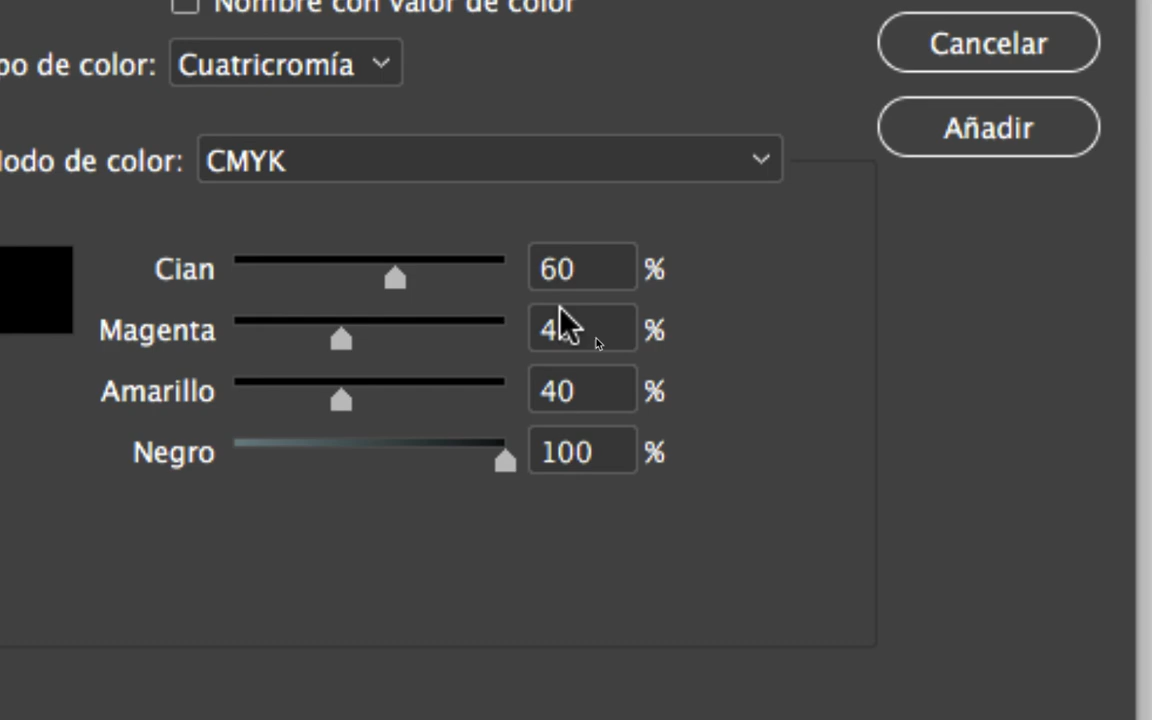 Nombre con valor de color
po de color: Cuatricromía
Modo de color: CMYK
Cancelar
Añadir
Cian 60 %
Magenta %
Amarillo 40 %
Negro 100 %